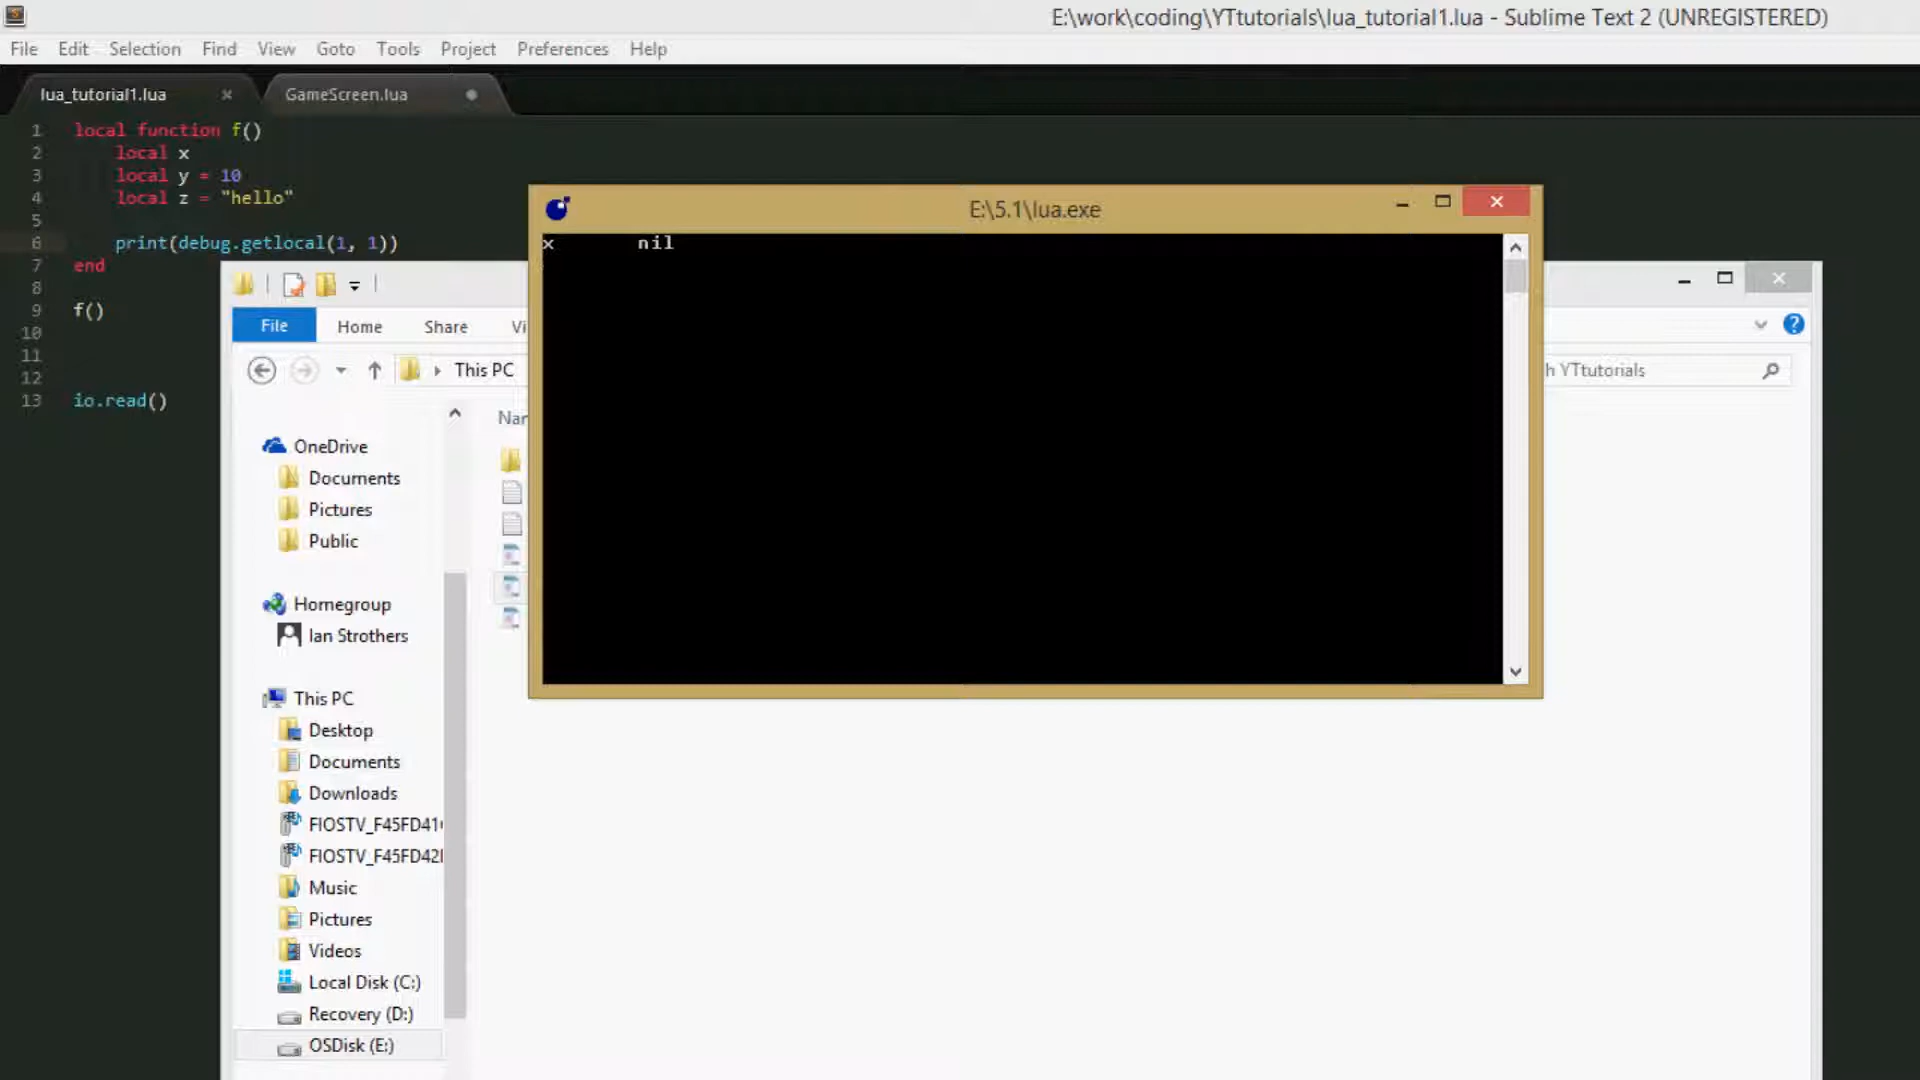 E:\work\coding\YTtutorials\lua_tutorial1.lua - Sublime Text 2 (UNREGISTERED)
File Edit Selection Find View Goto Tools Project Preferences Help
lua_tutorial1.lua × GameScreen.lua
1 local function f()
2 local x
3 local y = 10
4 local z = "hello"
5
6 print(debug.getlocal(1, 1))
7 end
8
9 f()
10
11
12
13 io.read()
E:\5.1\lua.exe
x nil
File Home Share Vi
This PC
h YTtutorials
Nar
OneDrive
Documents
Pictures
Public
Homegroup
Ian Strothers
This PC
Desktop
Documents
Downloads
FIOSTV_F45FD41
FIOSTV_F45FD42
Music
Pictures
Videos
Local Disk (C:)
Recovery (D:)
OSDisk (E:)